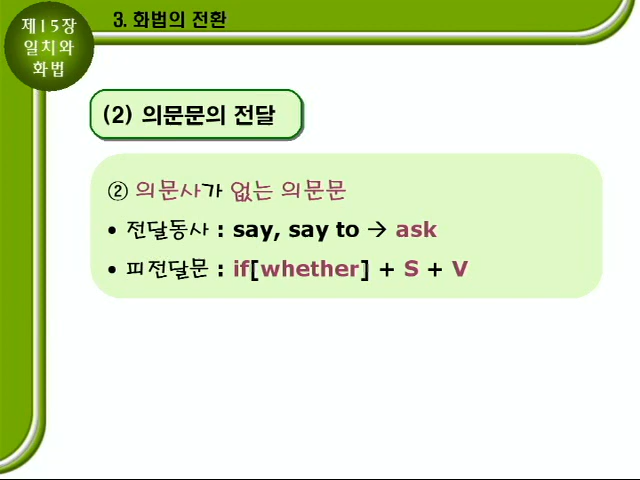 제15장
일치와
화법
3. 화법의 전환
(2) 의문문의 전달
② 의문사가 없는 의문문
• 전달동사 : say, say to → ask
• 피전달문 : if[whether] + S + V